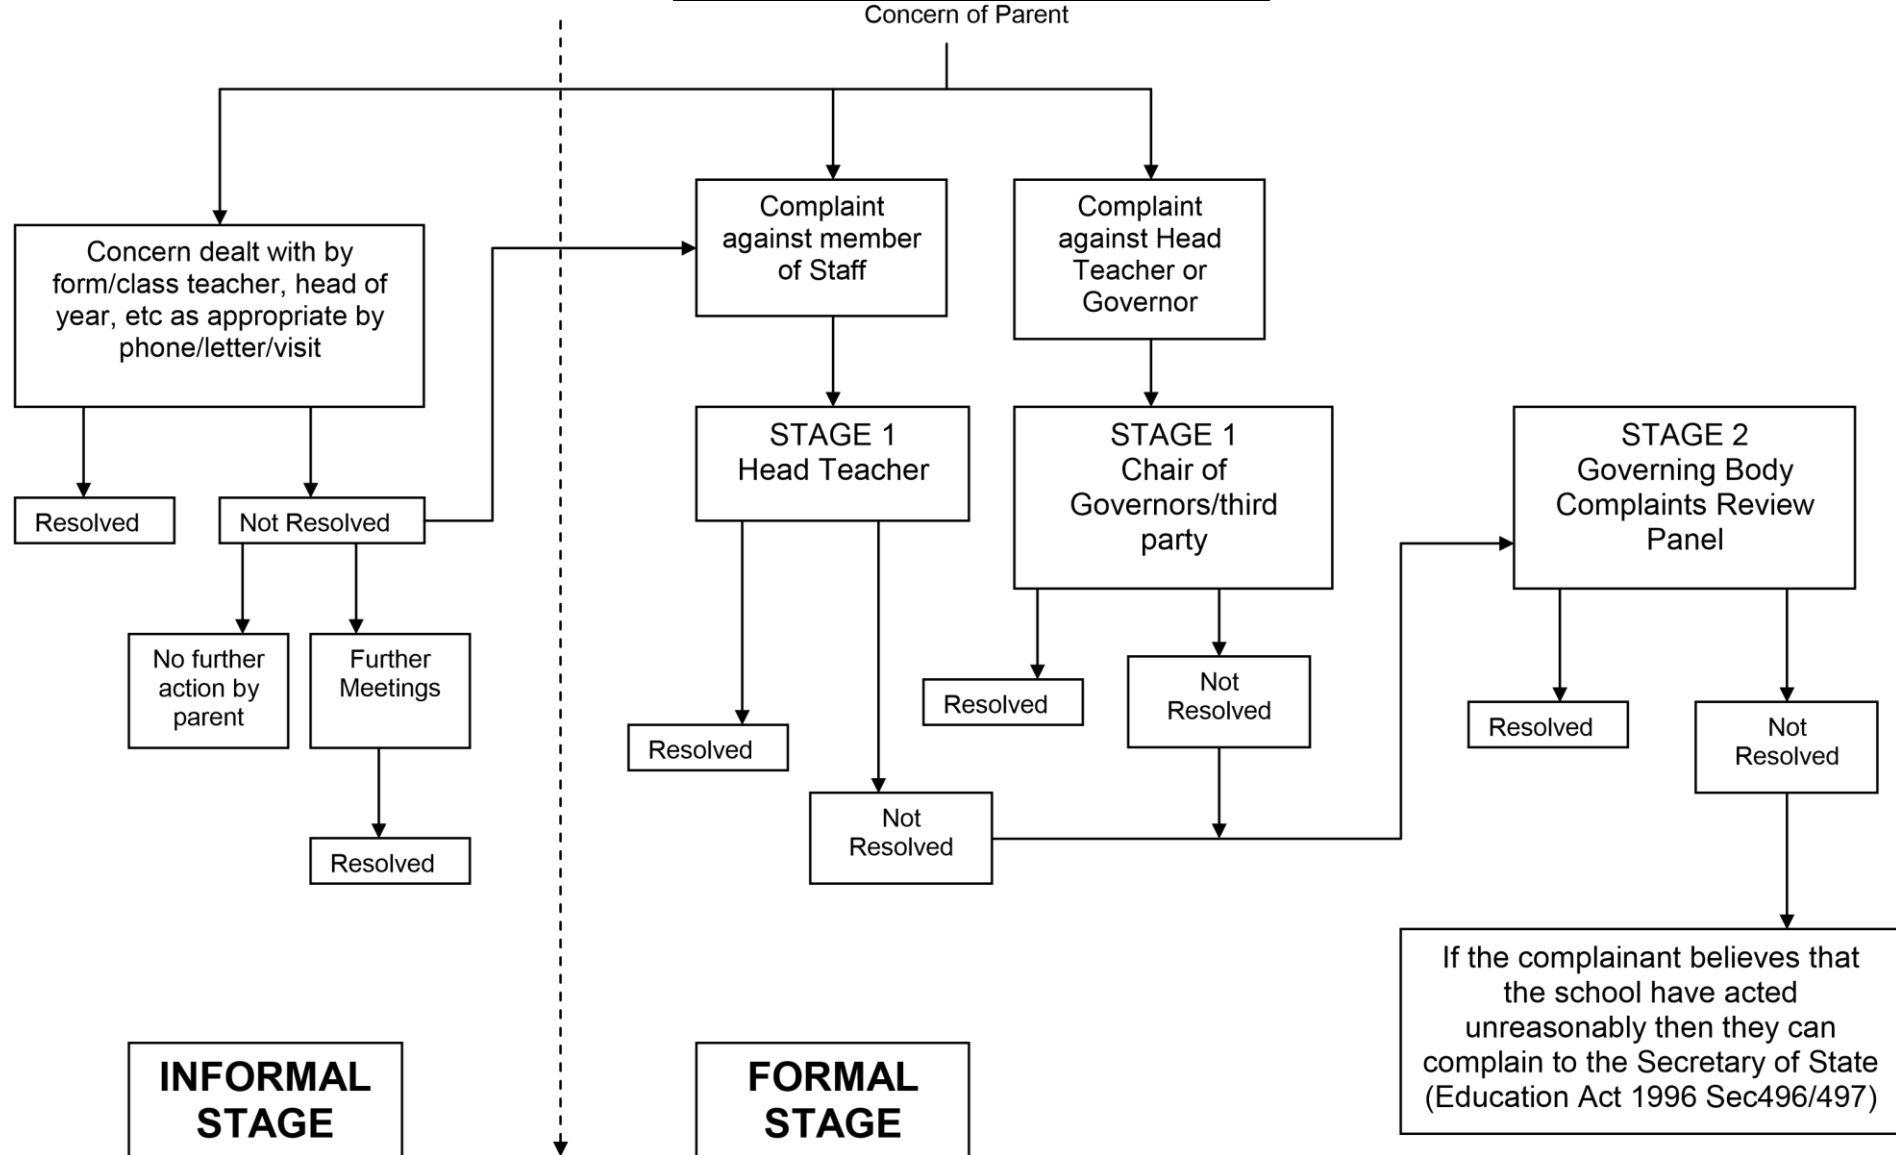 Concern of Parent
Concern dealt with by
form/class teacher, head of
year, etc as appropriate by
phone/letter/visit
Complaint
against member
of Staff
Complaint
against Head
Teacher or
Governor
Resolved
Not Resolved
No further
action by
parent
Further
Meetings
Resolved
STAGE 1
Head Teacher
Resolved
Not
Resolved
STAGE 1
Chair of
Governors/third
party
Resolved
Not
Resolved
STAGE 2
Governing Body
Complaints Review
Panel
Resolved
Not
Resolved
If the complainant believes that
the school have acted
unreasonably then they can
complain to the Secretary of State
(Education Act 1996 Sec496/497)
INFORMAL
STAGE
FORMAL
STAGE